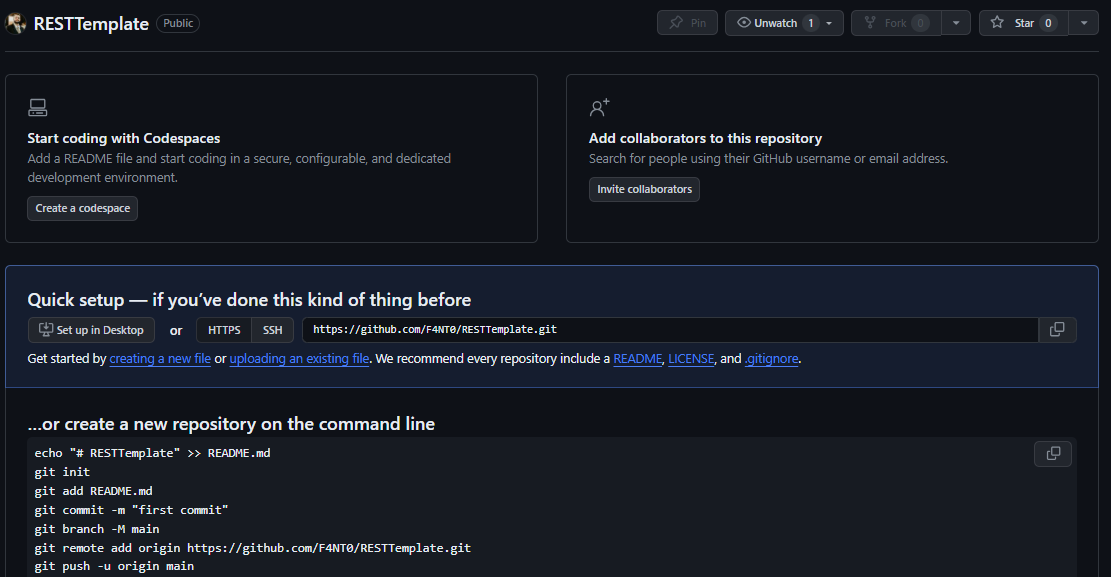 RESTTemplate Public Pin Unwatch 1 Fork 0 Star 0
Start coding with Codespaces
Add a README file and start coding in a secure, configurable, and dedicated
development environment.
Create a codespace
Add collaborators to this repository
Search for people using their GitHub username or email address.
Invite collaborators
Quick setup — if you’ve done this kind of thing before
Set up in Desktop or HTTPS SSH https://github.com/F4NT0/RESTTemplate.git
Get started by creating a new file or uploading an existing file. We recommend every repository include a README, LICENSE, and .gitignore.
...or create a new repository on the command line
echo "# RESTTemplate" >> README.md
git init
git add README.md
git commit -m "first commit"
git branch -M main
git remote add origin https://github.com/F4NT0/RESTTemplate.git
git push -u origin main